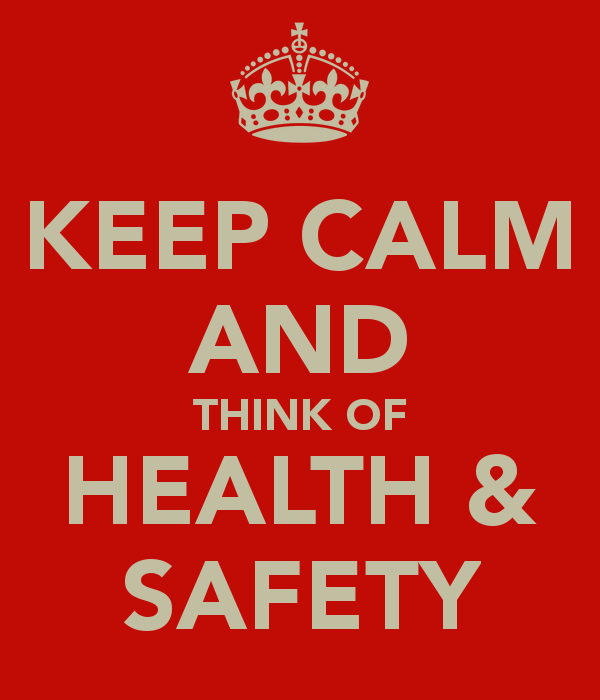 KEEP CALM
AND
THINK OF
HEALTH &
SAFETY